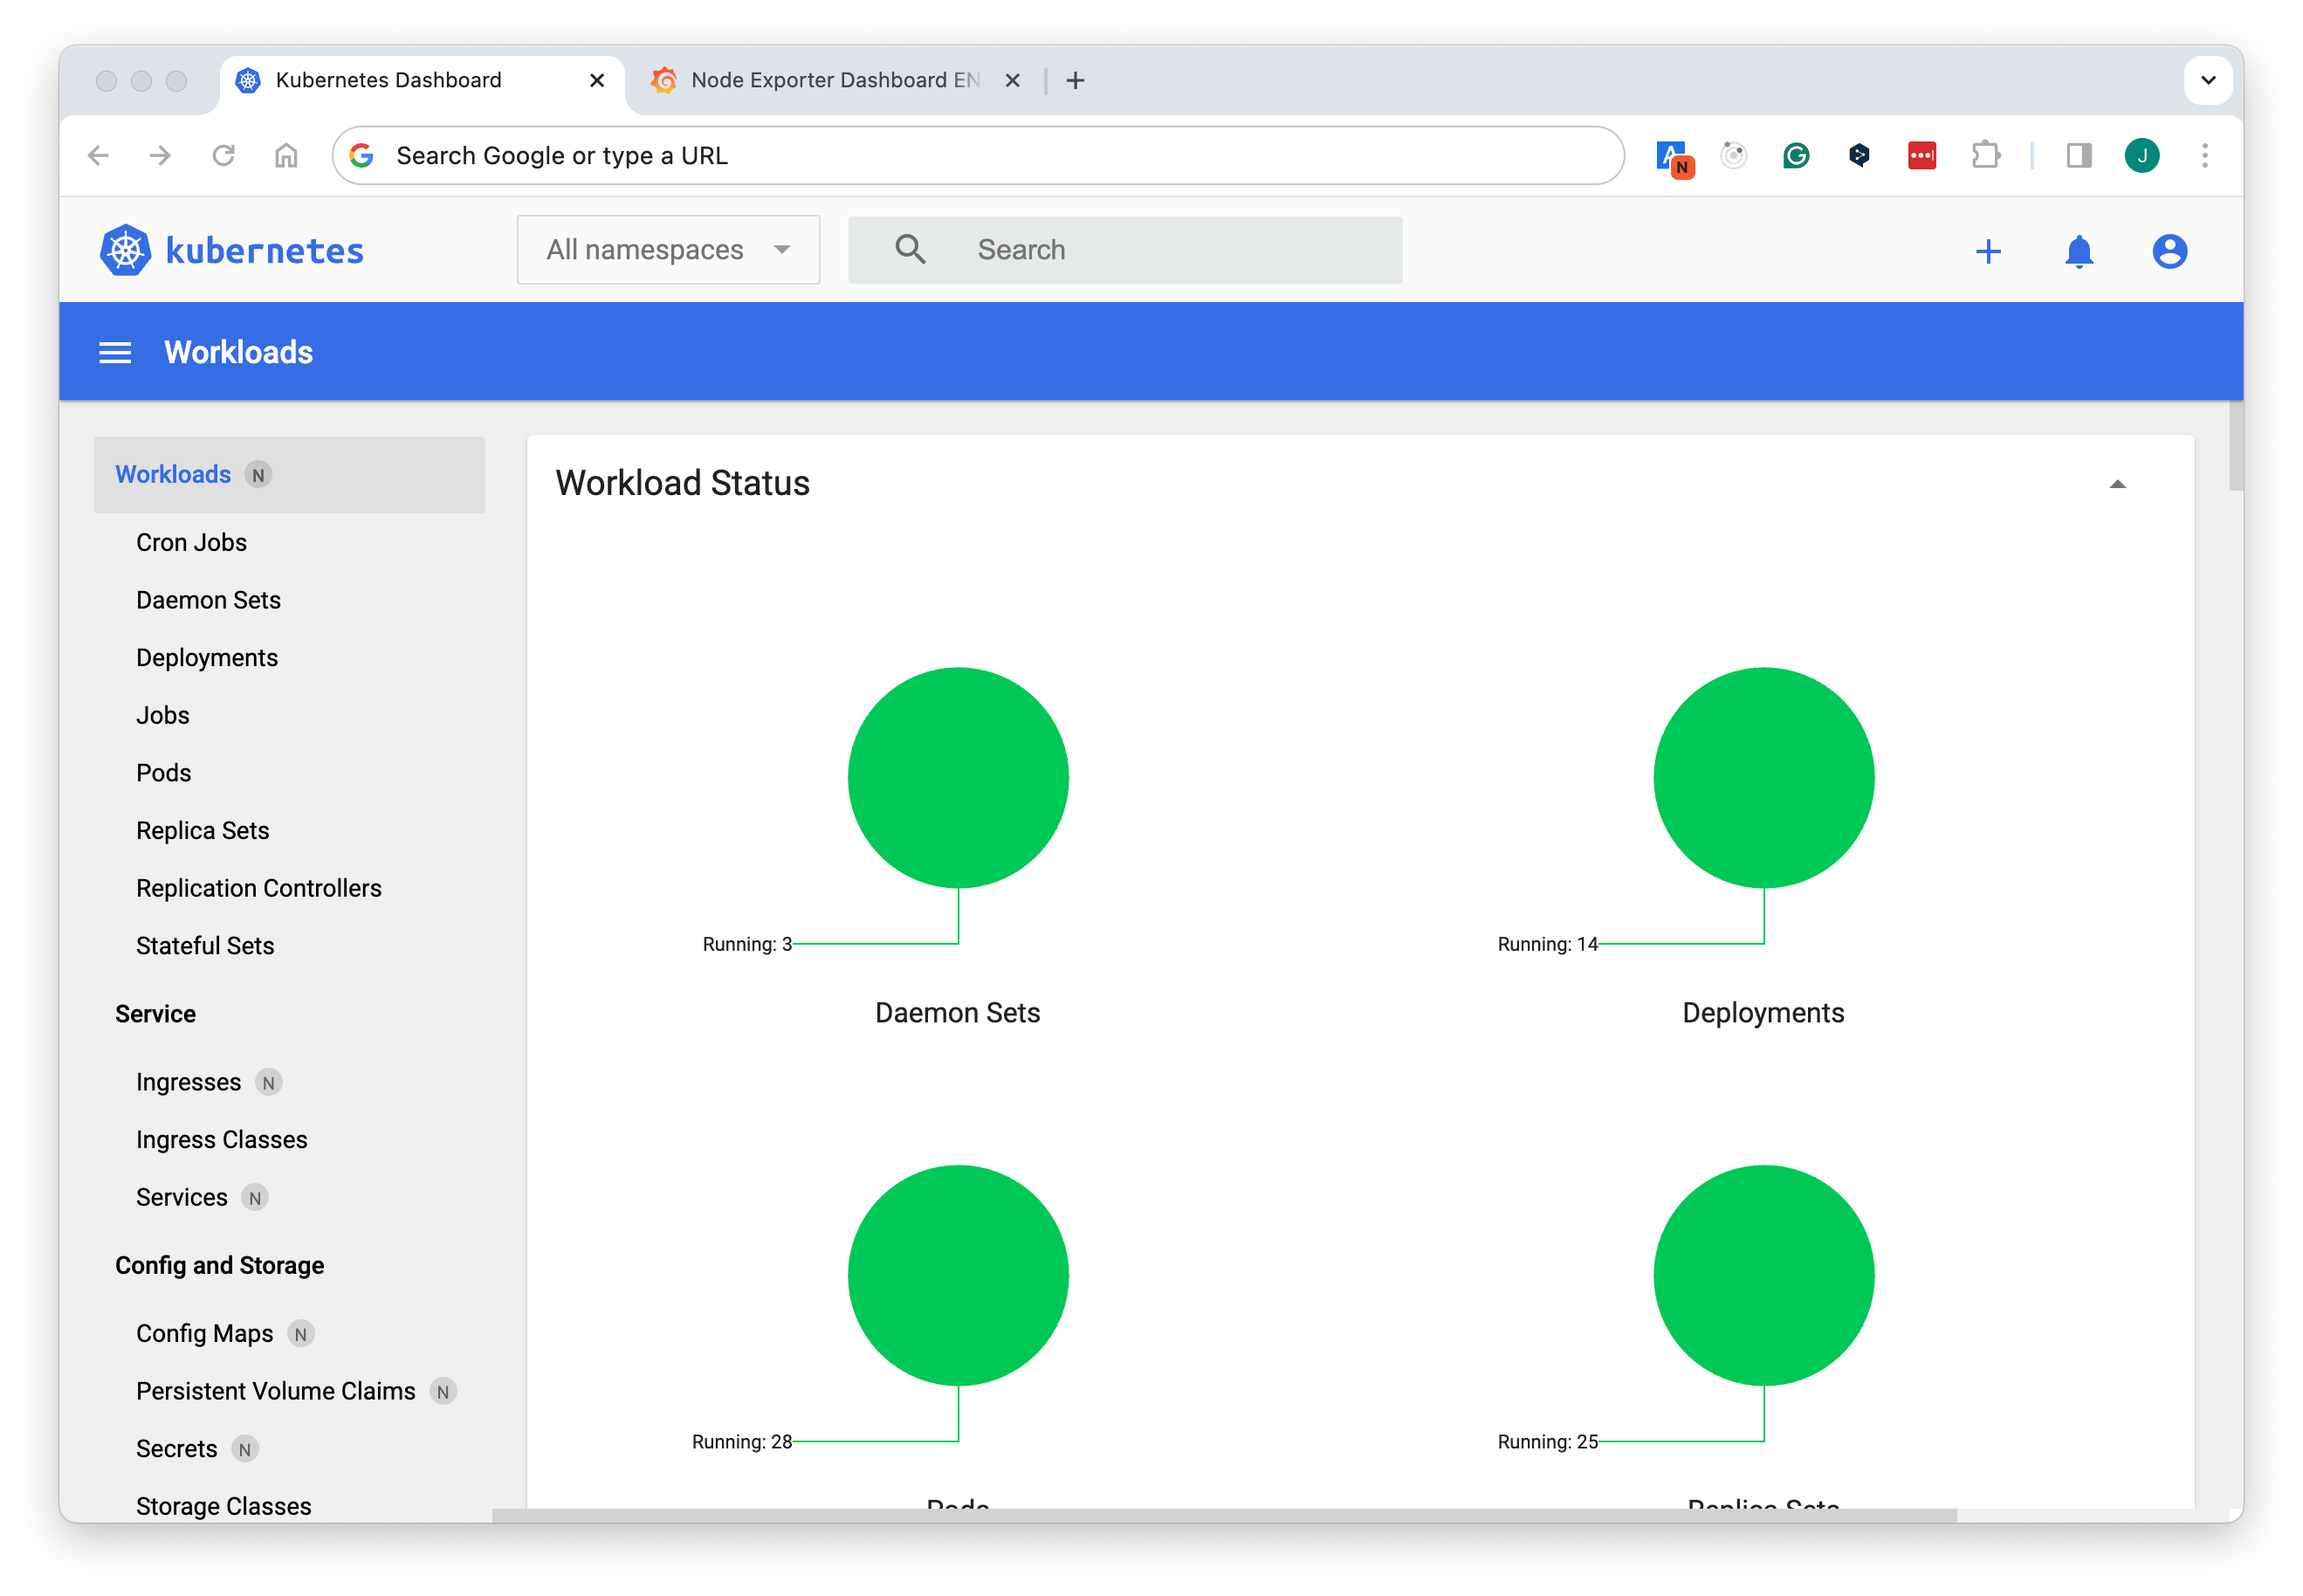 Kubernetes Dashboard
Node Exporter Dashboard EN
Search Google or type a URL
A
N
J
kubernetes
All namespaces
Search
Workloads
Workloads N
Cron Jobs
Daemon Sets
Deployments
Jobs
Pods
Replica Sets
Replication Controllers
Stateful Sets
Service
Ingresses N
Ingress Classes
Services N
Config and Storage
Config Maps N
Persistent Volume Claims N
Secrets N
Storage Classes
Workload Status
Running: 3
Daemon Sets
Running: 14
Deployments
Running: 28
Pods
Running: 25
Replica Sets